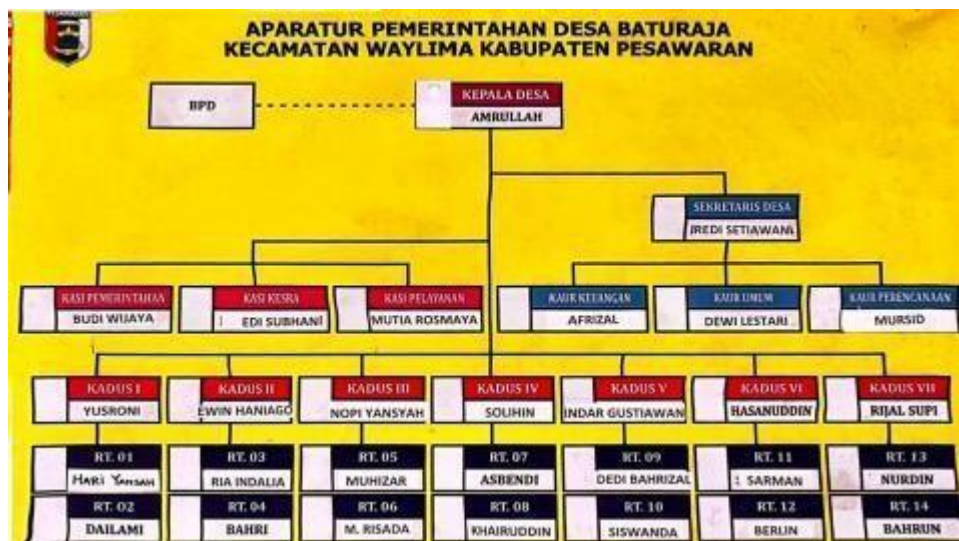 APARATUR PEMERINTAHAN DESA BATURAJA
KECAMATAN WAYLIMA KABUPATEN PESAWARAN
BPD
KEPALA DESA
AMRULLAH
SEKRETARIS DESA
SETIAWAN
KASI PEMERINTAHAN
BUDI WIJAYA
KASI KESRA
EDI SUBHANI
KASI PELAYANAN
MUTIA ROSMAYA
KAUR KEUANGAN
AFRIZAL
KAUR UMUM
DEWI LESTARI
KAUR PERENCANAAN
MURSID
KADUS I
YUSRONI
KADUS II
EWIN HANIAGO
KADUS III
NOPI YANSYAH
KADUS IV
SOLIHIN
KADUS V
INDAR GUSTIAWAN
KADUS VI
HASANUDDIN
KADUS VII
RIJAL SUPI
RT. 01
HARI YANSAH
RT. 03
RIA INDALIA
RT. 05
MUHIZAR
RT. 07
ASBENDI
RT. 09
DEDI BAHRIZAL
RT. 11
SARMAN
RT. 13
NURDIN
RT. 02
DAILAMI
RT. 04
BAHRI
RT. 06
M. RISADA
RT. 08
KHAIRUDDIN
RT. 10
SISWANDA
RT. 12
BERLIN
RT. 14
BAHRUN